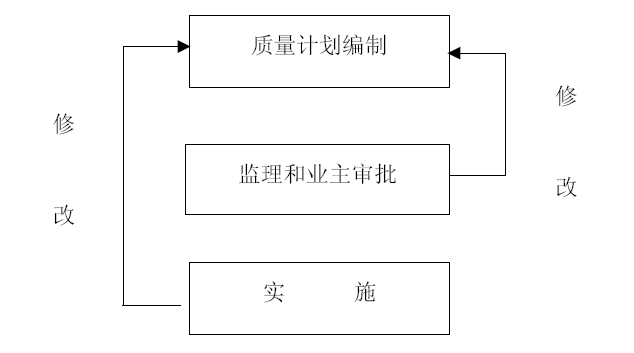 质量计划编制
修改
修改
监理和业主审批
实 施